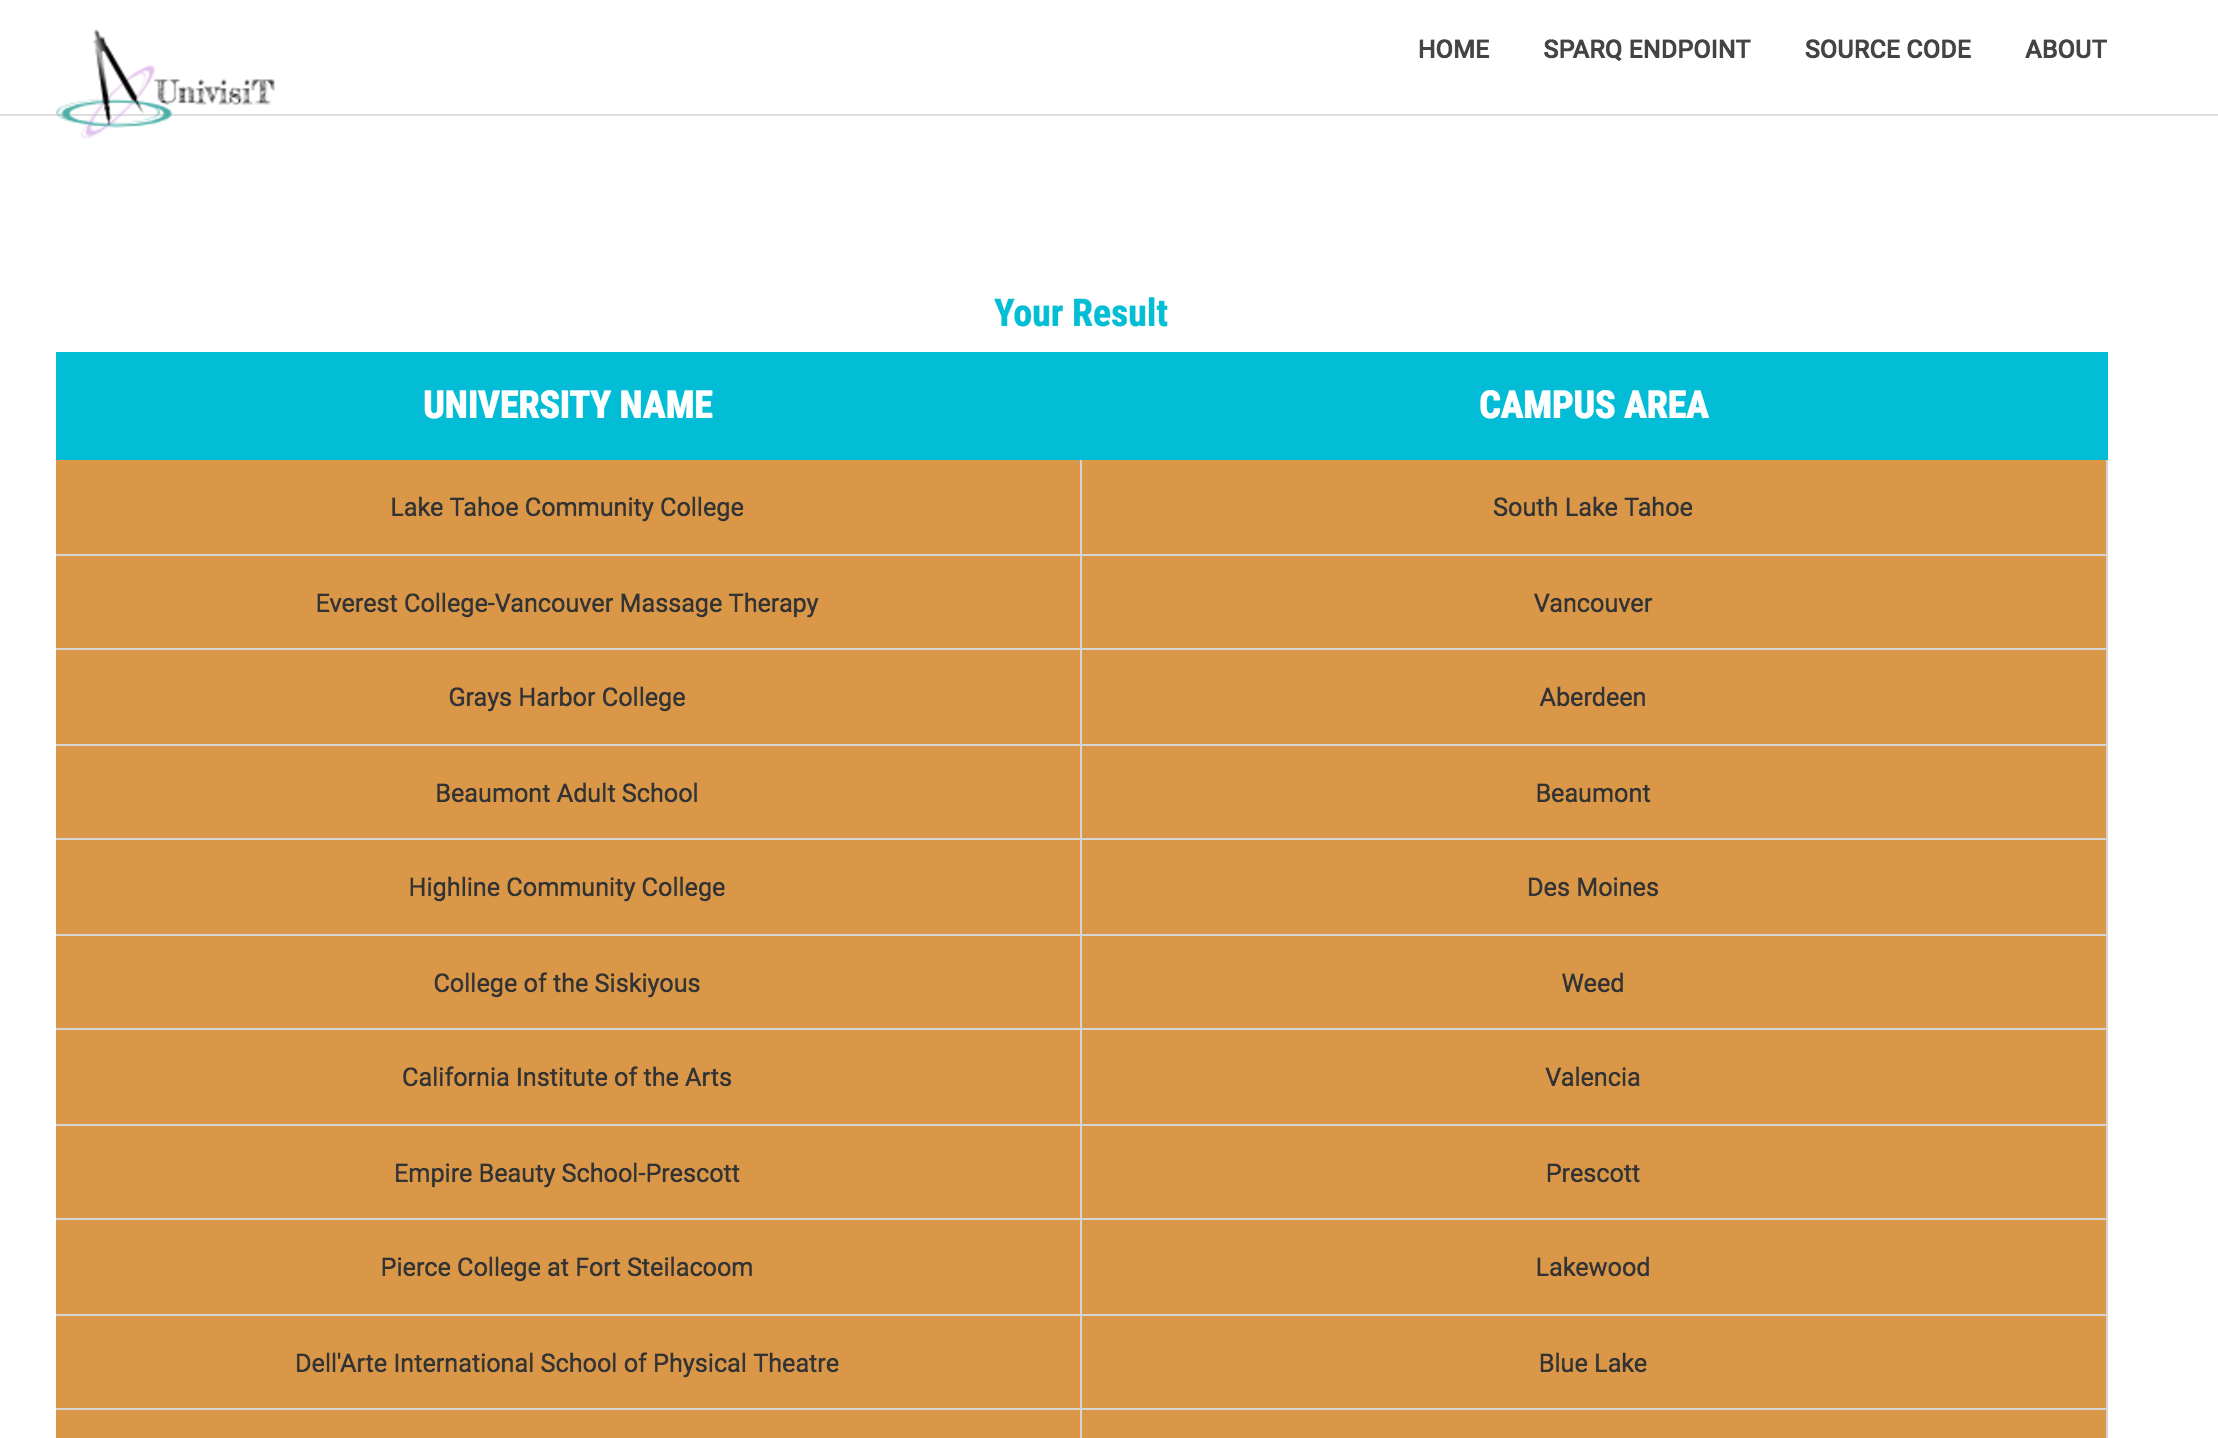 UnivisiT
HOME SPARQ ENDPOINT SOURCE CODE ABOUT
Your Result
UNIVERSITY NAME CAMPUS AREA
Lake Tahoe Community College South Lake Tahoe
Everest College-Vancouver Massage Therapy Vancouver
Grays Harbor College Aberdeen
Beaumont Adult School Beaumont
Highline Community College Des Moines
College of the Siskiyous Weed
California Institute of the Arts Valencia
Empire Beauty School-Prescott Prescott
Pierce College at Fort Steilacoom Lakewood
Dell'Arte International School of Physical Theatre Blue Lake